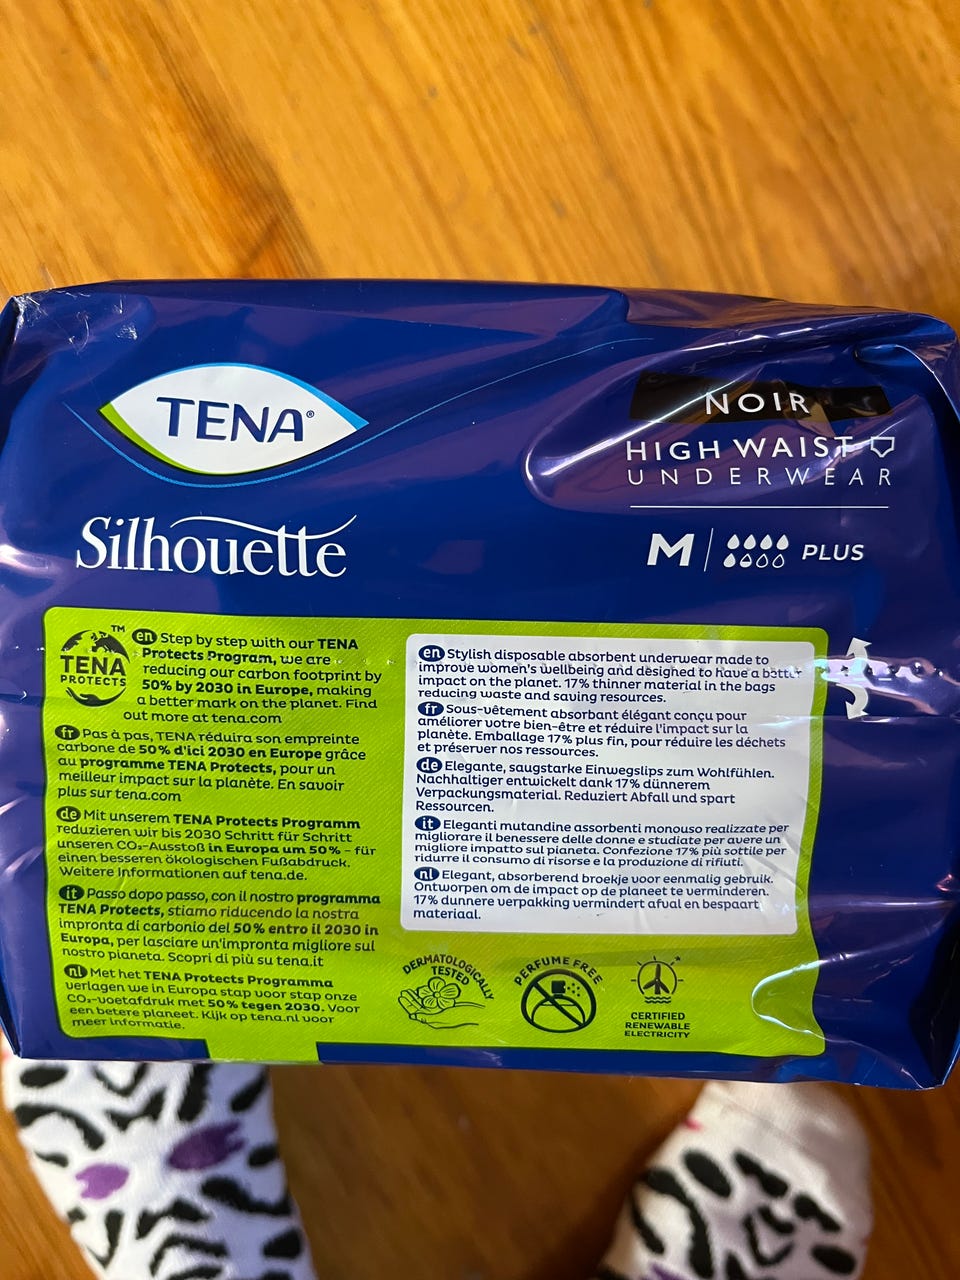 TENA®
NOIR
HIGH WAIST
UNDERWEAR
Silhouette
M PLUS
TM
TENA
PROTECTS
en Step by step with our TENA
Protects Program, we are
reducing our carbon footprint by
50% by 2030 in Europe, making
a better mark on the planet. Find
out more at tena.com
fr Pas à pas, TENA réduira son empreinte
carbone de 50% d'ici 2030 en Europe grâce
au programme TENA Protects, pour un
meilleur impact sur la planète. En savoir
plus sur tena.com
de Mit unserem TENA Protects Programm
reduzieren wir bis 2030 Schritt für Schritt
unseren CO₂-Ausstoß in Europa um 50% – für
einen besseren ökologischen Fußabdruck.
Weitere Informationen auf tena.de.
it Passo dopo passo, con il nostro programma
TENA Protects, stiamo riducendo la nostra
impronta di carbonio del 50% entro il 2030 in
Europa, per lasciare un'impronta migliore sul
nostro pianeta. Scopri di più su tena.it
nl Met het TENA Protects Programma
verlagen we in Europa stap voor stap onze
CO₂-voetafdruk met 50% tegen 2030. Voor
een betere planeet. Kijk op tena.nl voor
meer informatie.
en Stylish disposable absorbent underwear made to
improve women's wellbeing and designed to have a better
impact on the planet. 17% thinner material in the bags
reducing waste and saving resources.
fr Sous-vêtement absorbant élégant conçu pour
améliorer votre bien-être et réduire l'impact sur la
planète. Emballage 17% plus fin, pour réduire les déchets
et préserver nos ressources.
de Elegante, saugstarke Einwegslips zum Wohlfühlen.
Nachhaltiger entwickelt dank 17% dünnerem
Verpackungsmaterial. Reduziert Abfall und spart
Ressourcen.
it Eleganti mutandine assorbenti monouso realizzate per
migliorare il benessere delle donne e studiate per avere un
migliore impatto sul pianeta. Confezione 17% più sottile per
ridurre il consumo di risorse e la produzione di rifiuti.
nl Elegant, absorberend broekje voor eenmalig gebruik.
Ontworpen om de impact op de planeet te verminderen.
17% dunnere verpakking vermindert afval en bespaart
materiaal.
DERMATOLOGICALLY
TESTED
PERFUME FREE
CERTIFIED
RENEWABLE
ELECTRICITY